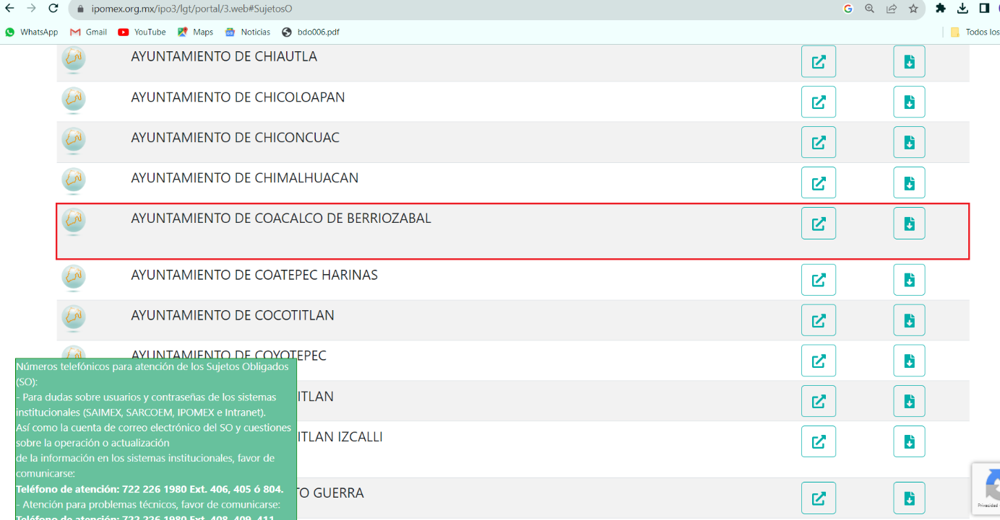 ipomex.org.mx/ipo3/lgt/portal/3.web#SujetosO
WhatsApp Gmail YouTube Maps Noticias bdo006.pdf Todos los
AYUNTAMIENTO DE CHIAUTLA
AYUNTAMIENTO DE CHICOLOAPAN
AYUNTAMIENTO DE CHICONCUAC
AYUNTAMIENTO DE CHIMALHUACAN
AYUNTAMIENTO DE COACALCO DE BERRIOZABAL
AYUNTAMIENTO DE COATEPEC HARINAS
AYUNTAMIENTO DE COCOTITLAN
AYUNTAMIENTO DE COYOTEPEC
ITLAN
ITLAN IZCALLI
TO GUERRA
Números telefónicos para atención de los Sujetos Obligados
(SO):
- Para dudas sobre usuarios y contraseñas de los sistemas
institucionales (SAIMEX, SARCOEM, IPOMEX e Intranet).
Así como la cuenta de correo electrónico del SO y cuestiones
sobre la operación o actualización
de la información en los sistemas institucionales, favor de
comunicarse:
Teléfono de atención: 722 226 1980 Ext. 406, 405 ó 804.
- Atención para problemas técnicos, favor de comunicarse:
Teléfono de atención: 722 226 1980 Ext. 408, 409, 411
Privacidad